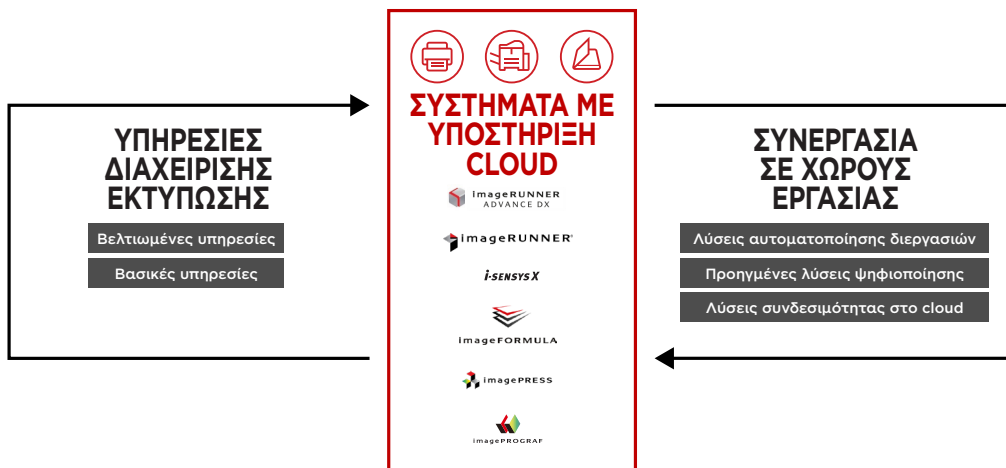 ΥΠΗΡΕΣΙΕΣ
ΔΙΑΧΕΙΡΙΣΗΣ
ΕΚΤΥΠΩΣΗΣ
Βελτιωμένες υπηρεσίες
Βασικές υπηρεσίες
ΣΥΣΤΗΜΑΤΑ ΜΕ
ΥΠΟΣΤΗΡΙΞΗ
CLOUD
imageRUNNER
ADVANCE DX
imageRUNNER
i-SENSYS X
imageFORMULA
imagePRESS
imagePROGRAF
ΣΥΝΕΡΓΑΣΙΑ
ΣΕ ΧΩΡΟΥΣ
ΕΡΓΑΣΙΑΣ
Λύσεις αυτοματοποίησης διεργασιών
Προηγμένες λύσεις ψηφιοποίησης
Λύσεις συνδεσιμότητας στο cloud